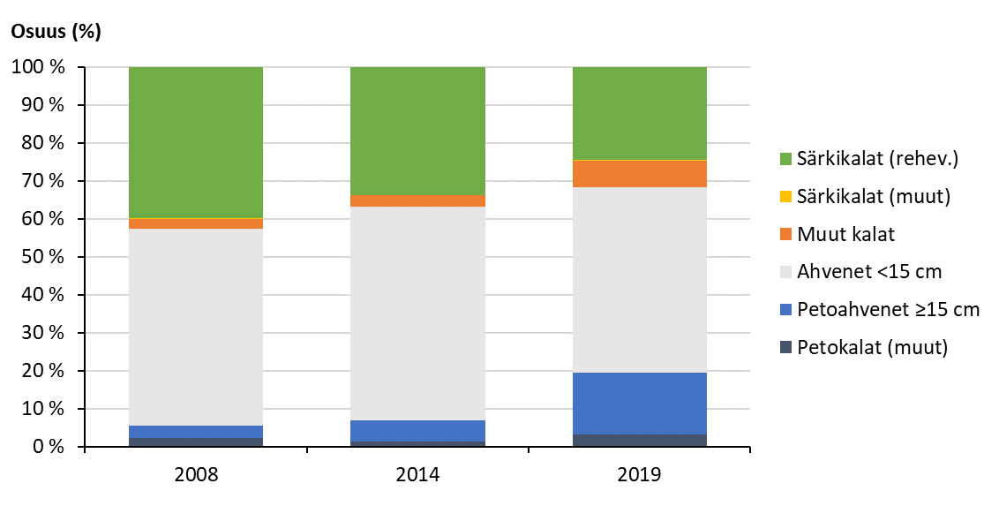 Osuus (%)
100 %
90 %
80 %
70 %
60 %
50 %
40 %
30 %
20 %
10 %
0 %
2008
2014
2019
Särkikalat (rehev.)
Särkikalat (muut)
Muut kalat
Ahvenet <15 cm
Petoahvenet ≥15 cm
Petokalat (muut)